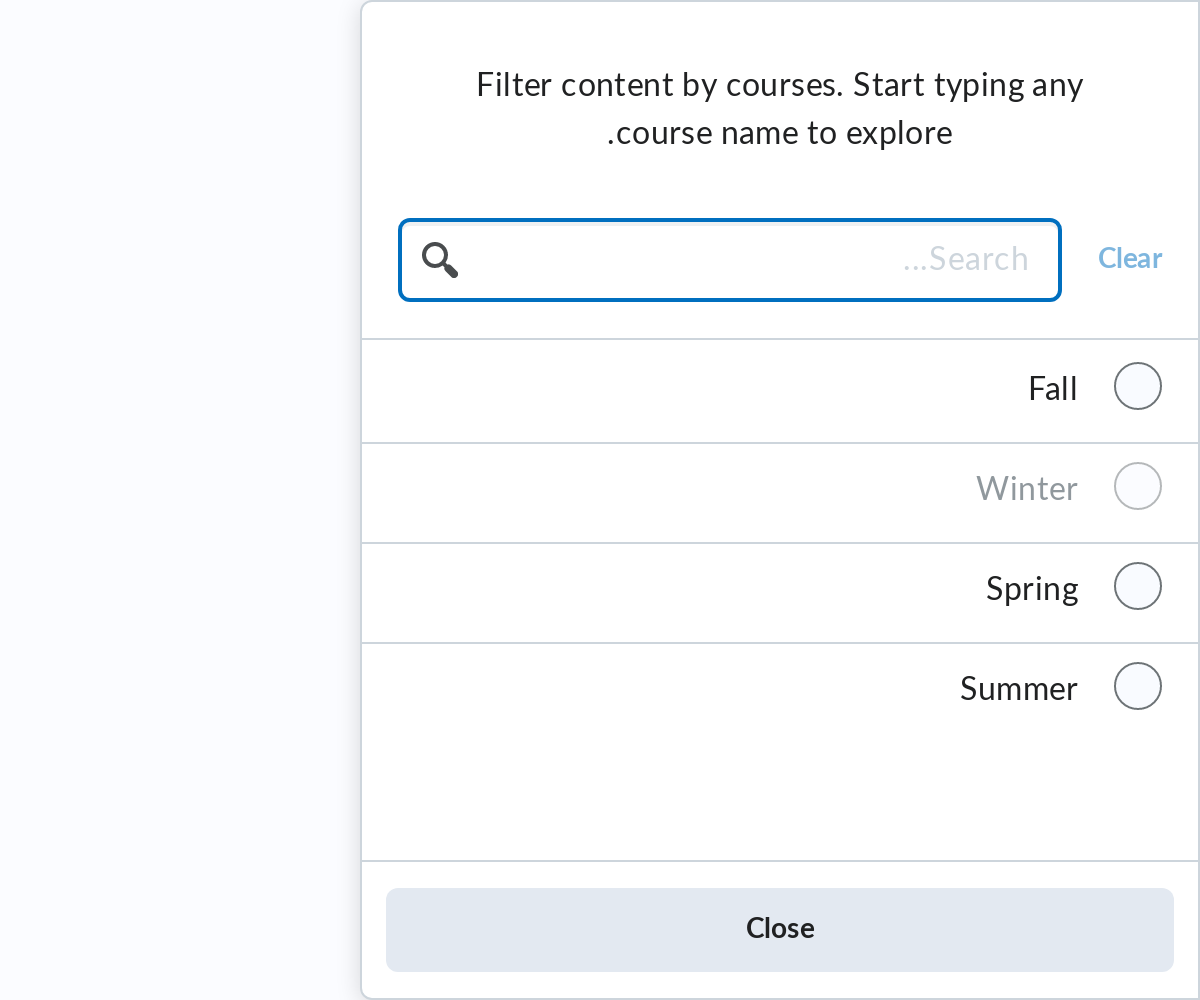 Filter content by courses. Start typing any
.course name to explore
...Search
Clear
Fall
Winter
Spring
Summer
Close